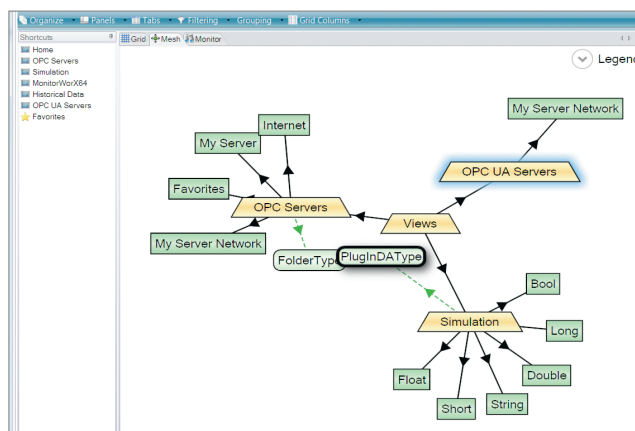 Organize Panels Tabs Filtering Grouping Grid Columns
Shortcuts
Home
OPC Servers
Simulation
MonitorWorX64
Historical Data
OPC UA Servers
Favorites
Grid Mesh Monitor
Legend
My Server Network
Internet
My Server
OPC UA Servers
Favorites
OPC Servers
Views
My Server Network
FolderType PlugInDAType
Bool
Simulation
Long
Float
Double
Short
String